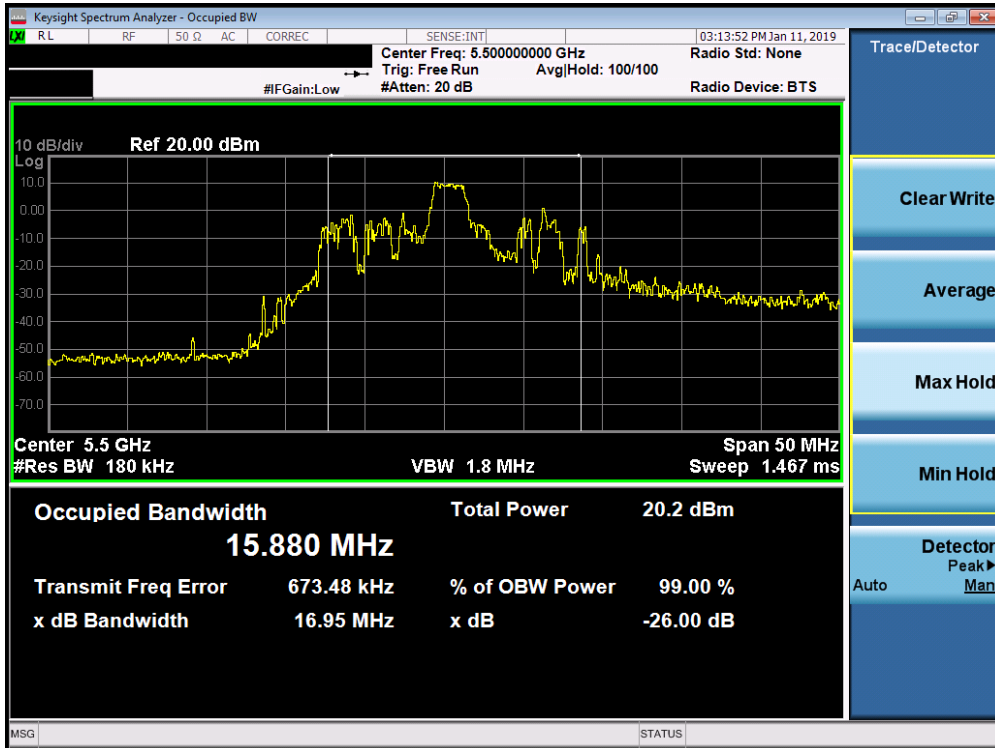 Keysight Spectrum Analyzer - Occupied BW
LXI RL RF 50 Ω AC CORREC SENSE:INT 03:13:52 PM Jan 11, 2019
Center Freq: 5.500000000 GHz Radio Std: None
Trig: Free Run Avg|Hold: 100/100
#IFGain:Low #Atten: 20 dB Radio Device: BTS
Trace/Detector
10 dB/div Ref 20.00 dBm
Log
10.0
0.00
-10.0
-20.0
-30.0
-40.0
-50.0
-60.0
-70.0
Center 5.5 GHz Span 50 MHz
#Res BW 180 kHz VBW 1.8 MHz Sweep 1.467 ms
Occupied Bandwidth Total Power 20.2 dBm
15.880 MHz
Transmit Freq Error 673.48 kHz % of OBW Power 99.00 %
x dB Bandwidth 16.95 MHz x dB -26.00 dB
Clear Write
Average
Max Hold
Min Hold
Detector
Peak▶
Auto Man
MSG STATUS